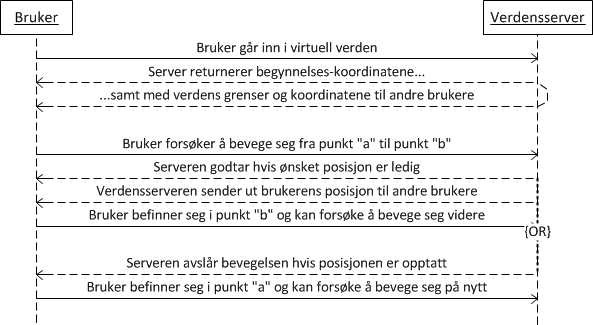 Bruker
Verdensserver
Bruker går inn i virtuell verden
Server returnerer begynnelses-koordinatene...
...samt med verdens grenser og koordinatene til andre brukere
Bruker forsøker å bevege seg fra punkt "a" til punkt "b"
Serveren godtar hvis ønsket posisjon er ledig
Verdensserveren sender ut brukerens posisjon til andre brukere
Bruker befinner seg i punkt "b" og kan forsøke å bevege seg videre
{OR}
Serveren avslår bevegelsen hvis posisjonen er opptatt
Bruker befinner seg i punkt "a" og kan forsøke å bevege seg på nytt